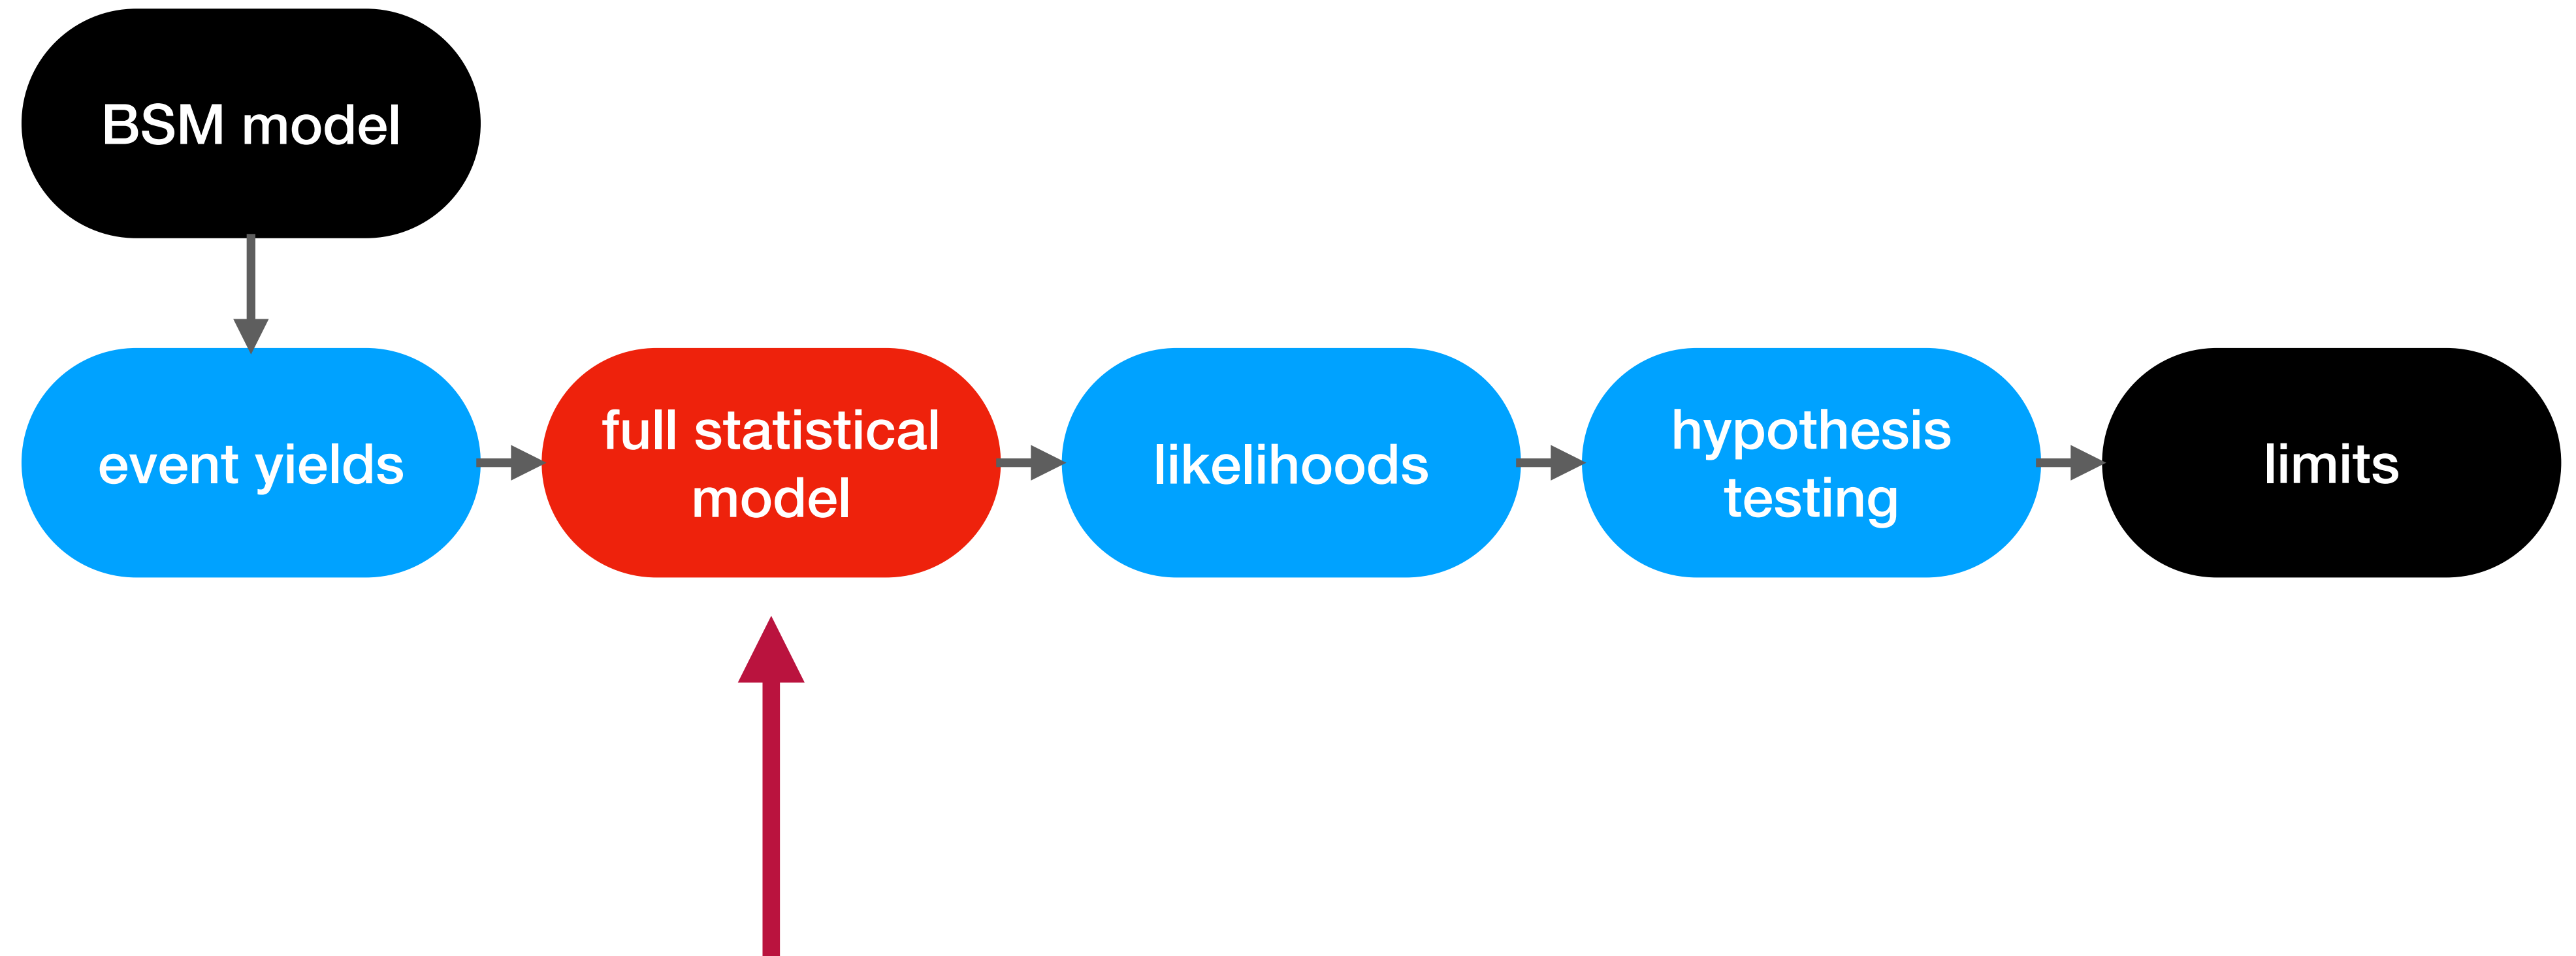 BSM model
event yields
full statistical
model
likelihoods
hypothesis
testing
limits